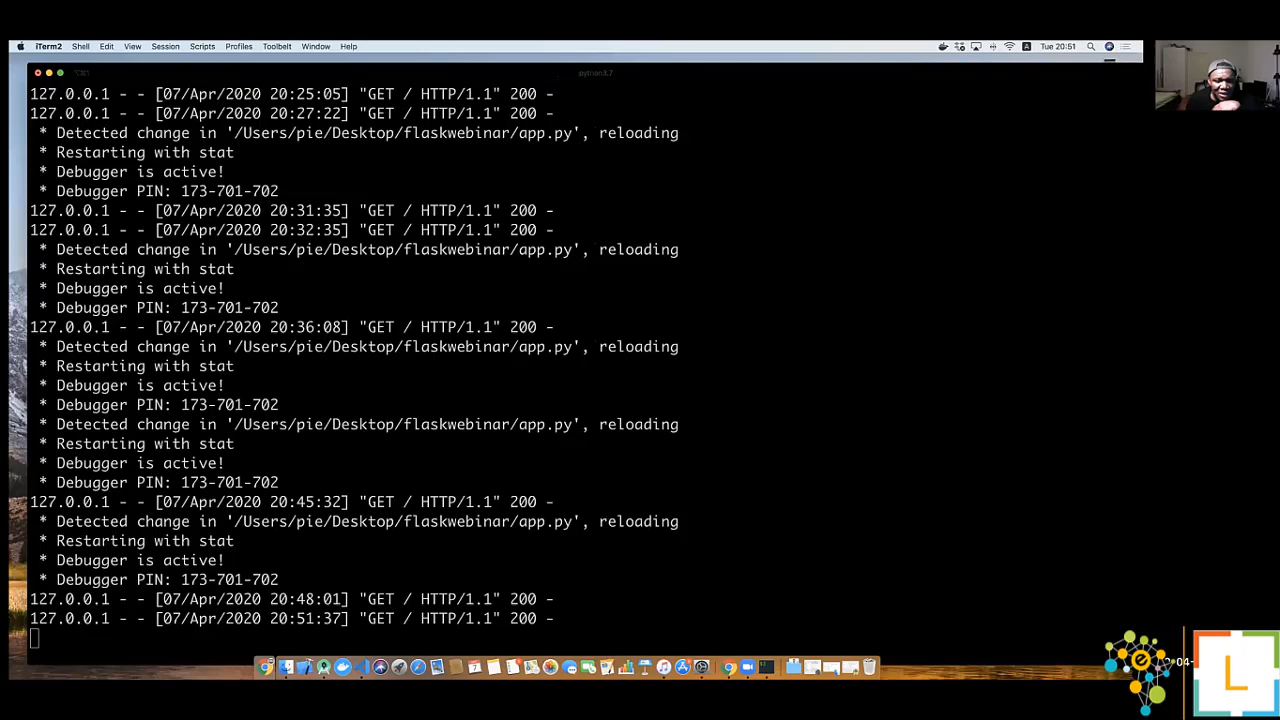 iTerm2 Shell Edit View Session Scripts Profiles Toolbelt Window Help Tue 20:51
python3.7
127.0.0.1 - - [07/Apr/2020 20:25:05] "GET / HTTP/1.1" 200 -
127.0.0.1 - - [07/Apr/2020 20:27:22] "GET / HTTP/1.1" 200 -
* Detected change in '/Users/pie/Desktop/flaskwebinar/app.py', reloading
* Restarting with stat
* Debugger is active!
* Debugger PIN: 173-701-702
127.0.0.1 - - [07/Apr/2020 20:31:35] "GET / HTTP/1.1" 200 -
127.0.0.1 - - [07/Apr/2020 20:32:35] "GET / HTTP/1.1" 200 -
* Detected change in '/Users/pie/Desktop/flaskwebinar/app.py', reloading
* Restarting with stat
* Debugger is active!
* Debugger PIN: 173-701-702
127.0.0.1 - - [07/Apr/2020 20:36:08] "GET / HTTP/1.1" 200 -
* Detected change in '/Users/pie/Desktop/flaskwebinar/app.py', reloading
* Restarting with stat
* Debugger is active!
* Debugger PIN: 173-701-702
* Detected change in '/Users/pie/Desktop/flaskwebinar/app.py', reloading
* Restarting with stat
* Debugger is active!
* Debugger PIN: 173-701-702
127.0.0.1 - - [07/Apr/2020 20:45:32] "GET / HTTP/1.1" 200 -
* Detected change in '/Users/pie/Desktop/flaskwebinar/app.py', reloading
* Restarting with stat
* Debugger is active!
* Debugger PIN: 173-701-702
127.0.0.1 - - [07/Apr/2020 20:48:01] "GET / HTTP/1.1" 200 -
127.0.0.1 - - [07/Apr/2020 20:51:37] "GET / HTTP/1.1" 200 -
04-
L